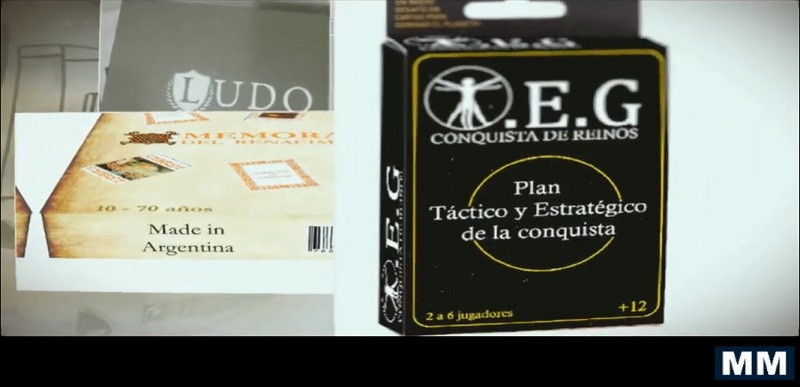 LUDO
MEMORA
DEL RENACIM
10 - 70 años
Made in
Argentina
.E.G
CONQUISTA DE REINOS
Plan
Táctico y Estratégico
de la conquista
2 a 6 jugadores
+12
.E.G
MM